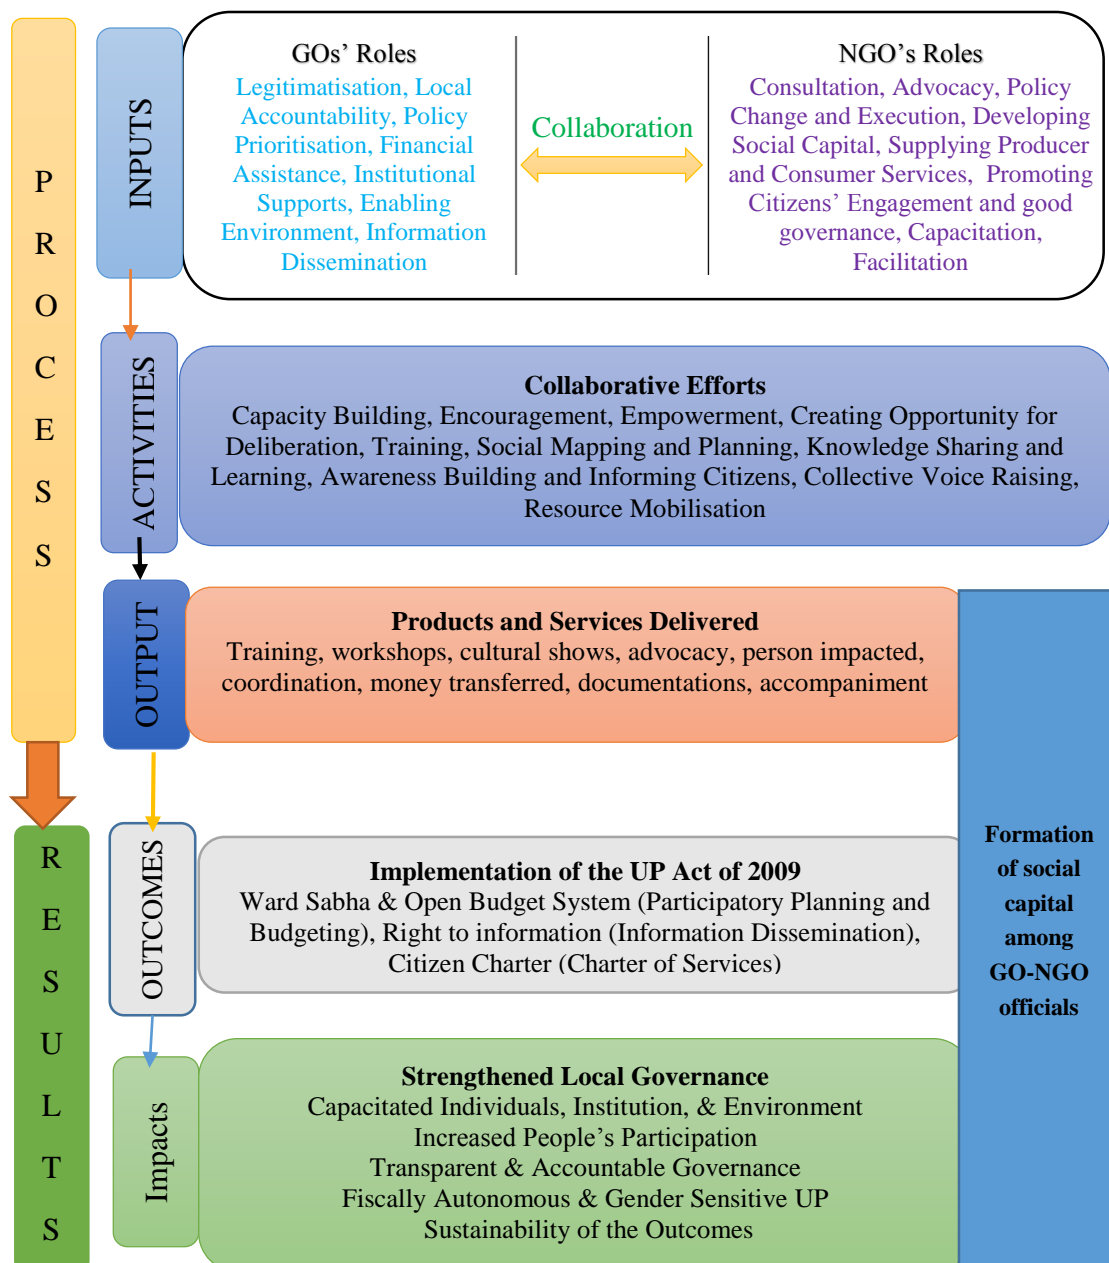 PROCESS
INPUTS
GOs’ Roles
Legitimatisation, Local
Accountability, Policy
Prioritisation, Financial
Assistance, Institutional
Supports, Enabling
Environment, Information
Dissemination
Collaboration
NGO’s Roles
Consultation, Advocacy, Policy
Change and Execution, Developing
Social Capital, Supplying Producer
and Consumer Services, Promoting
Citizens’ Engagement and good
governance, Capacitation,
Facilitation
ACTIVITIES
Collaborative Efforts
Capacity Building, Encouragement, Empowerment, Creating Opportunity for
Deliberation, Training, Social Mapping and Planning, Knowledge Sharing and
Learning, Awareness Building and Informing Citizens, Collective Voice Raising,
Resource Mobilisation
OUTPUT
Products and Services Delivered
Training, workshops, cultural shows, advocacy, person impacted,
coordination, money transferred, documentations, accompaniment
RESULTS
OUTCOMES
Implementation of the UP Act of 2009
Ward Sabha & Open Budget System (Participatory Planning and
Budgeting), Right to information (Information Dissemination),
Citizen Charter (Charter of Services)
Impacts
Strengthened Local Governance
Capacitated Individuals, Institution, & Environment
Increased People’s Participation
Transparent & Accountable Governance
Fiscally Autonomous & Gender Sensitive UP
Sustainability of the Outcomes
Formation
of social
capital
among
GO-NGO
officials